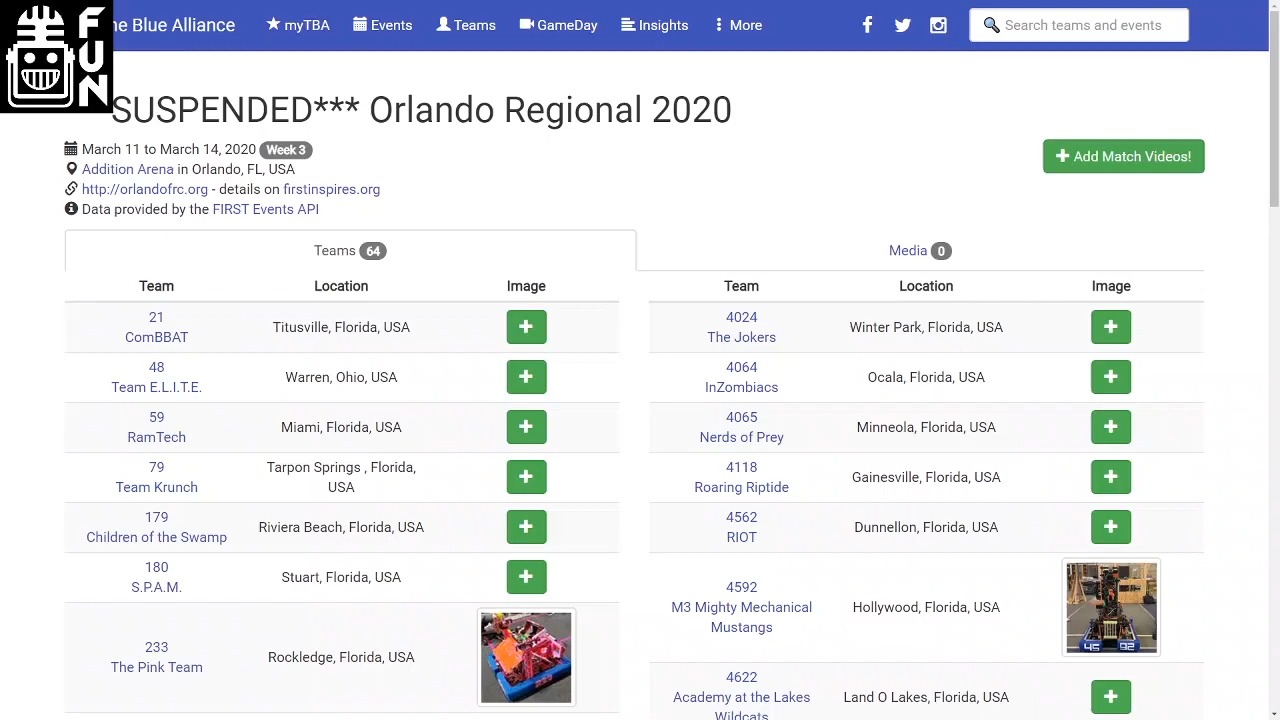 FUN
ne Blue Alliance
myTBA
Events
Teams
GameDay
Insights
Search teams and events
SUSPENDED*** Orlando Regional 2020
March 11 to March 14, 2020 Week 3
Addition Arena in Orlando, FL, USA
http://orlandofrc.org - details on firstinspires.org
Data provided by the FIRST Events API
Add Match Videos!
Teams 64
Media 0
Team Location Image
21
ComBBAT
Titusville, Florida, USA
48
Team E.L.I.T.E.
Warren, Ohio, USA
59
RamTech
Miami, Florida, USA
79
Team Krunch
Tarpon Springs , Florida,
USA
179
Children of the Swamp
Riviera Beach, Florida, USA
180
S.P.A.M.
Stuart, Florida, USA
233
The Pink Team
Rockledge, Florida, USA
233
Team Location Image
4024
The Jokers
Winter Park, Florida, USA
4064
InZombiacs
Ocala, Florida, USA
4065
Nerds of Prey
Minneola, Florida, USA
4118
Roaring Riptide
Gainesville, Florida, USA
4562
RIOT
Dunnellon, Florida, USA
4592
M3 Mighty Mechanical
Mustangs
Hollywood, Florida, USA
45 92
4622
Academy at the Lakes
Wildcats
Land O Lakes, Florida, USA